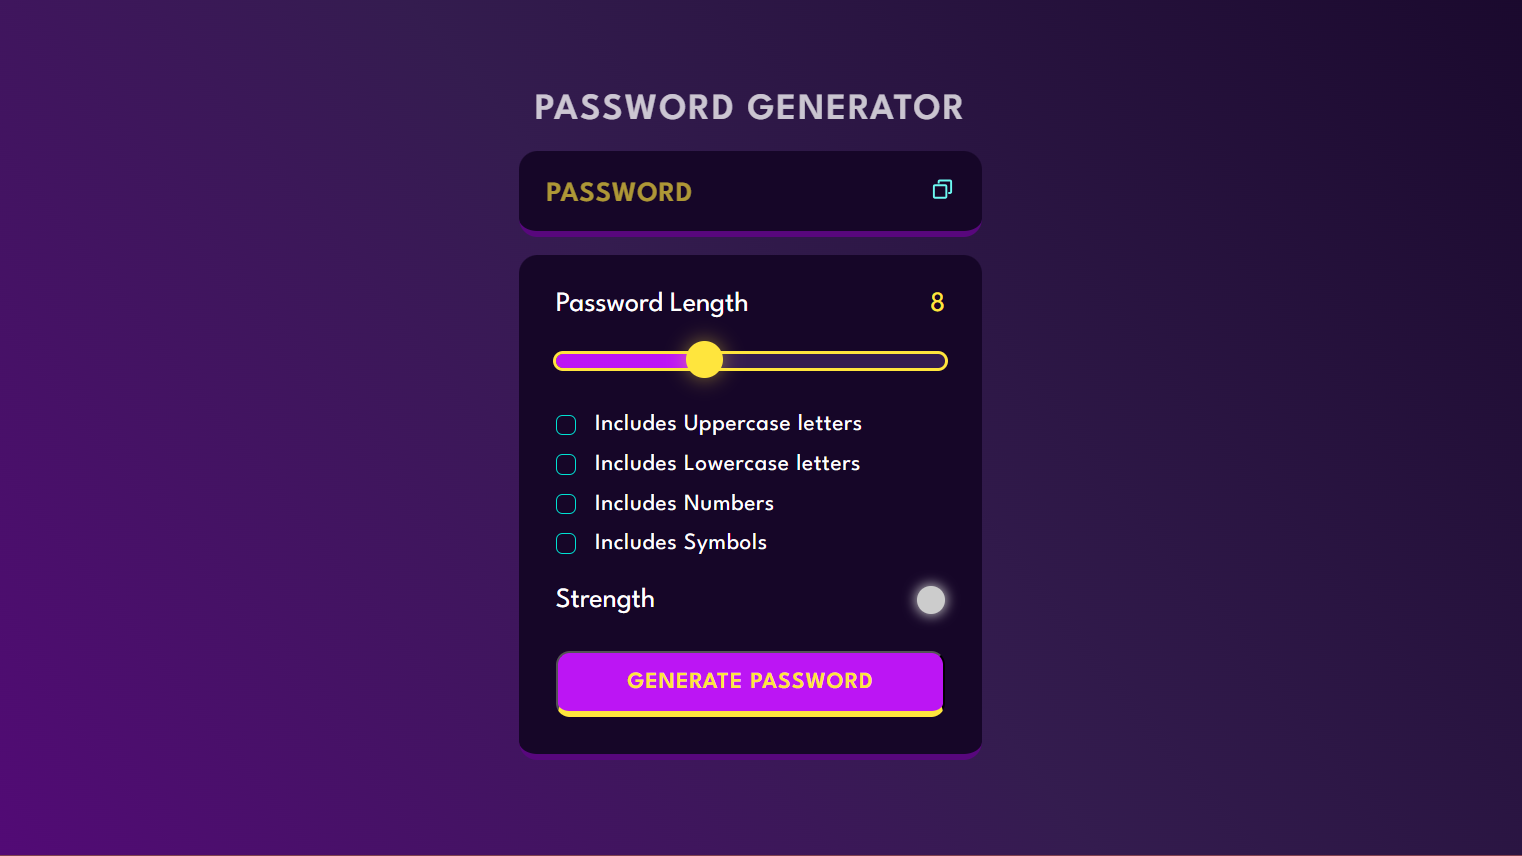 PASSWORD GENERATOR
PASSWORD
Password Length 8
Includes Uppercase letters
Includes Lowercase letters
Includes Numbers
Includes Symbols
Strength
GENERATE PASSWORD